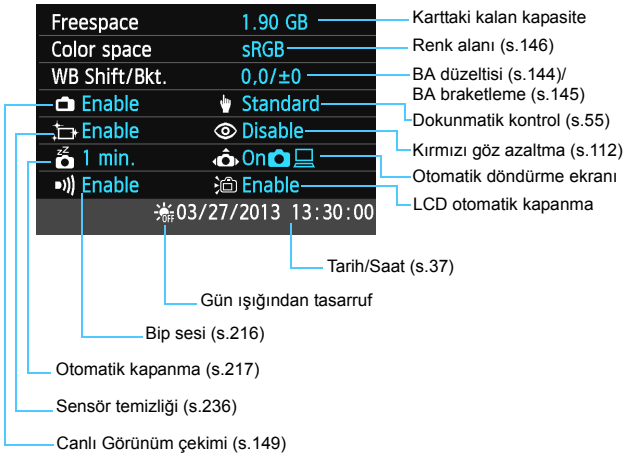 Freespace 1.90 GB
Color space sRGB
WB Shift/Bkt. 0,0/±0
Enable Standard
Enable Disable
zz 1 min. On
Enable Enable
OFF 03/27/2013 13:30:00
Karttaki kalan kapasite
Renk alanı (s.146)
BA düzeltisi (s.144)/
BA braketleme (s.145)
Dokunmatik kontrol (s.55)
Kırmızı göz azaltma (s.112)
Otomatik döndürme ekranı
LCD otomatik kapanma
Tarih/Saat (s.37)
Gün ışığından tasarruf
Bip sesi (s.216)
Otomatik kapanma (s.217)
Sensör temizliği (s.236)
Canlı Görünüm çekimi (s.149)